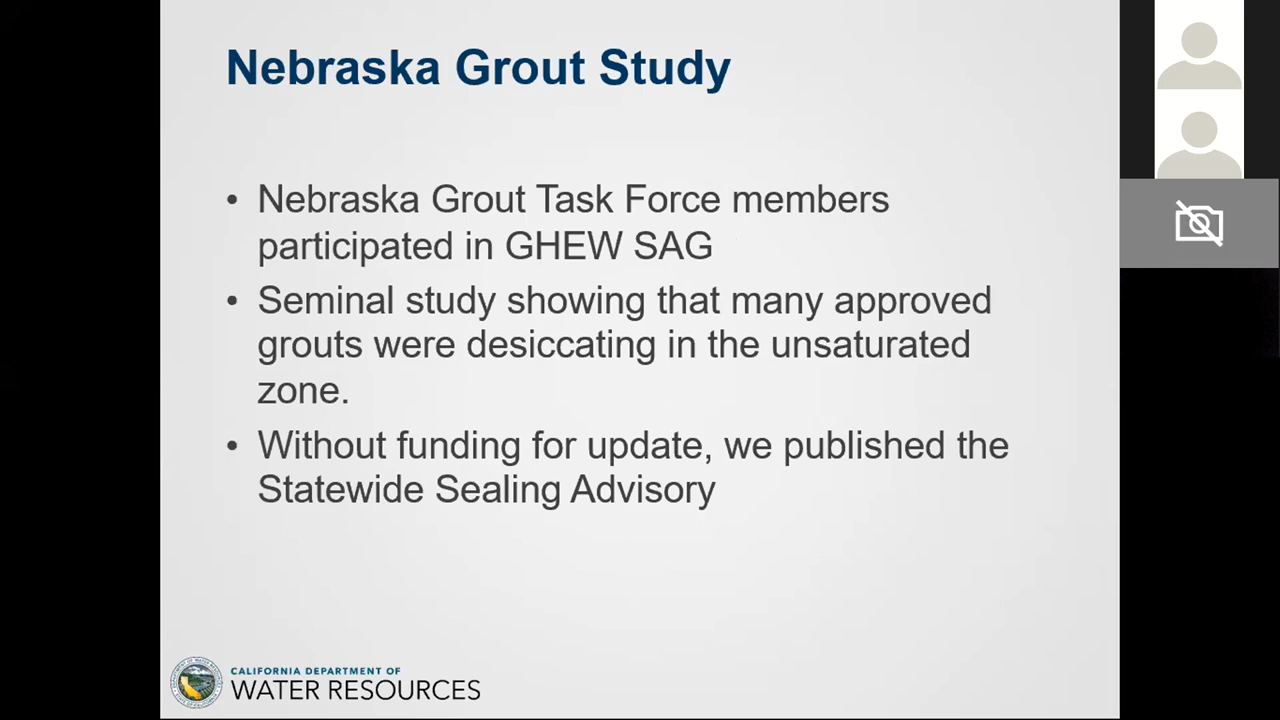 Nebraska Grout Study
• Nebraska Grout Task Force members
participated in GHEW SAG
• Seminal study showing that many approved
grouts were desiccating in the unsaturated
zone.
• Without funding for update, we published the
Statewide Sealing Advisory
CALIFORNIA DEPARTMENT OF
WATER RESOURCES